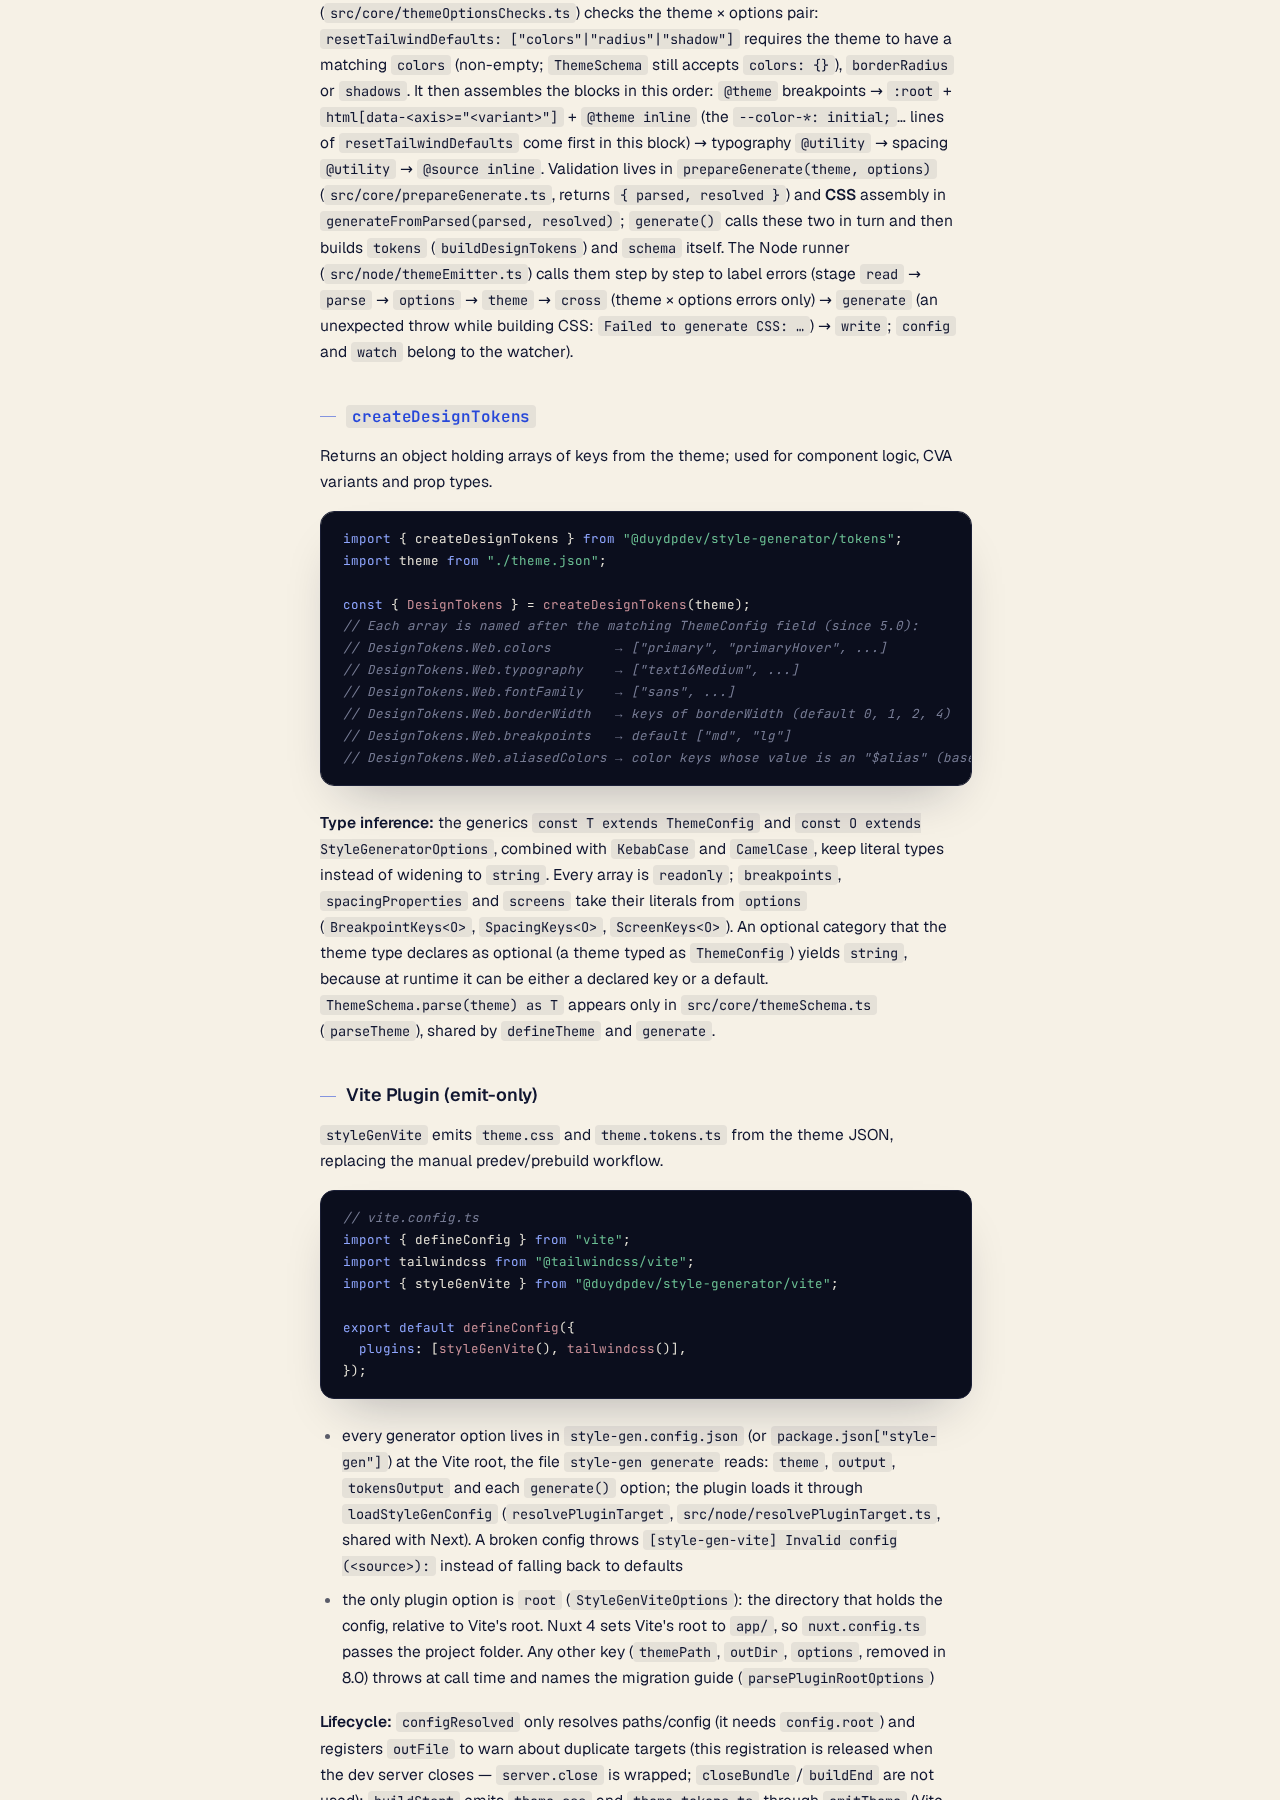 (src/core/themeOptionsChecks.ts) checks the theme × options pair:
resetTailwindDefaults: ["colors"|"radius"|"shadow"] requires the theme to have a
matching colors (non-empty; ThemeSchema still accepts colors: {}), borderRadius
or shadows. It then assembles the blocks in this order: @theme breakpoints → :root +
html[data-<axis>="<variant>"] + @theme inline (the --color-*: initial;… lines
of resetTailwindDefaults come first in this block) → typography @utility → spacing
@utility → @source inline. Validation lives in prepareGenerate(theme, options)
(src/core/prepareGenerate.ts, returns { parsed, resolved }) and CSS assembly in
generateFromParsed(parsed, resolved); generate() calls these two in turn and then
builds tokens (buildDesignTokens) and schema itself. The Node runner
(src/node/themeEmitter.ts) calls them step by step to label errors (stage read →
parse → options → theme → cross (theme × options errors only) → generate (an
unexpected throw while building CSS: Failed to generate CSS: …) → write; config
and watch belong to the watcher).
— createDesignTokens
Returns an object holding arrays of keys from the theme; used for component logic, CVA
variants and prop types.
import { createDesignTokens } from "@duydpdev/style-generator/tokens";
import theme from "./theme.json";
const { DesignTokens } = createDesignTokens(theme);
// Each array is named after the matching ThemeConfig field (since 5.0):
// DesignTokens.Web.colors        → ["primary", "primaryHover", ...]
// DesignTokens.Web.typography    → ["text16Medium", ...]
// DesignTokens.Web.fontFamily    → ["sans", ...]
// DesignTokens.Web.borderWidth   → keys of borderWidth (default 0, 1, 2, 4)
// DesignTokens.Web.breakpoints   → default ["md", "lg"]
// DesignTokens.Web.aliasedColors → color keys whose value is an "$alias" (base
Type inference: the generics const T extends ThemeConfig and const O extends
StyleGeneratorOptions, combined with KebabCase and CamelCase, keep literal types
instead of widening to string. Every array is readonly; breakpoints,
spacingProperties and screens take their literals from options
(BreakpointKeys<O>, SpacingKeys<O>, ScreenKeys<O>). An optional category that the
theme type declares as optional (a theme typed as ThemeConfig) yields string,
because at runtime it can be either a declared key or a default.
ThemeSchema.parse(theme) as T appears only in src/core/themeSchema.ts
(parseTheme), shared by defineTheme and generate.
— Vite Plugin (emit-only)
styleGenVite emits theme.css and theme.tokens.ts from the theme JSON,
replacing the manual predev/prebuild workflow.
// vite.config.ts
import { defineConfig } from "vite";
import tailwindcss from "@tailwindcss/vite";
import { styleGenVite } from "@duydpdev/style-generator/vite";
export default defineConfig({
  plugins: [styleGenVite(), tailwindcss()],
});
• every generator option lives in style-gen.config.json (or package.json["style-
gen"]) at the Vite root, the file style-gen generate reads: theme, output,
tokensOutput and each generate() option; the plugin loads it through
loadStyleGenConfig (resolvePluginTarget, src/node/resolvePluginTarget.ts,
shared with Next). A broken config throws [style-gen-vite] Invalid config
(<source>): instead of falling back to defaults
• the only plugin option is root (StyleGenViteOptions): the directory that holds the
config, relative to Vite's root. Nuxt 4 sets Vite's root to app/, so nuxt.config.ts
passes the project folder. Any other key (themePath, outDir, options, removed in
8.0) throws at call time and names the migration guide (parsePluginRootOptions)
Lifecycle: configResolved only resolves paths/config (it needs config.root) and
registers outFile to warn about duplicate targets (this registration is released when
the dev server closes — server.close is wrapped; closeBundle/buildEnd are not
used); buildStart emits theme.css and theme.tokens.ts through emitTheme (Vite